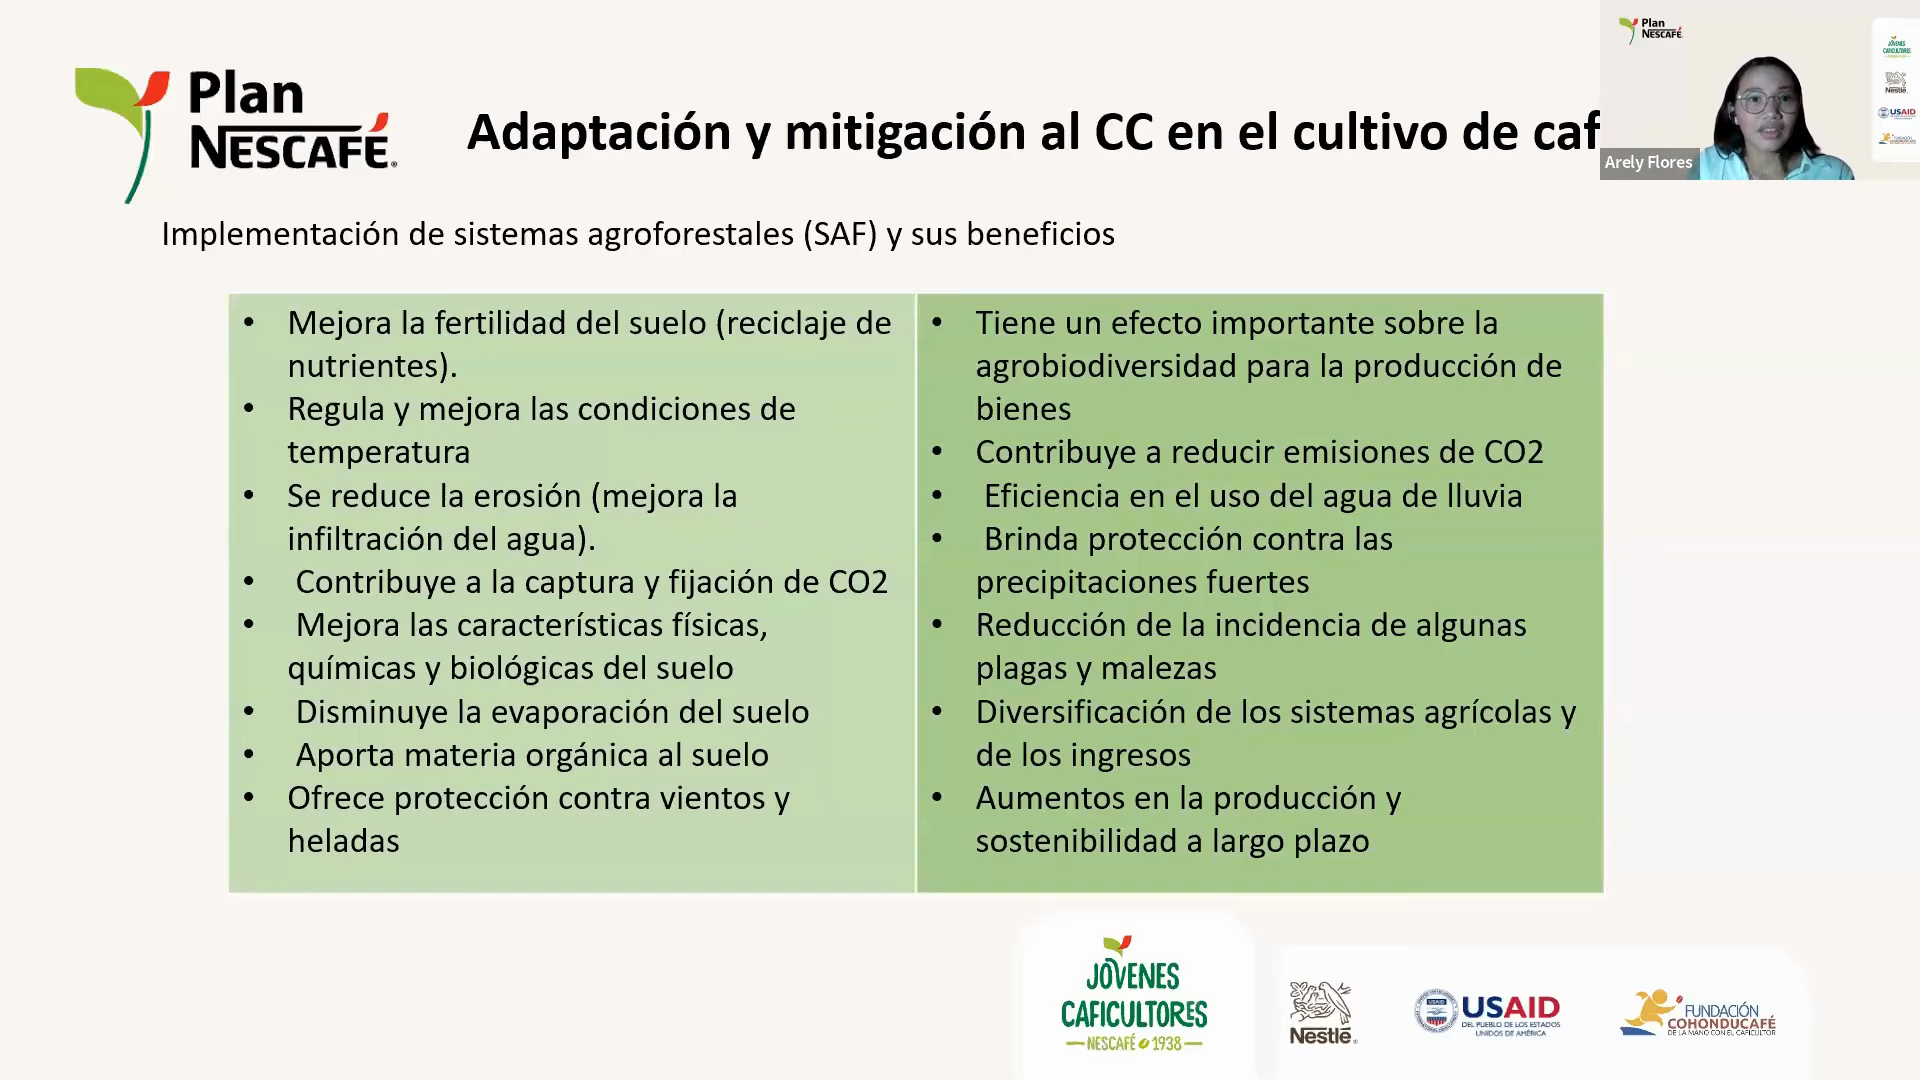 Plan
NESCAFÉ
Adaptación y mitigación al CC en el cultivo de caf
Plan
NESCAFÉ
Arely Flores
JÓVENES
CAFICULTORES
Nestlé
USAID
Implementación de sistemas agroforestales (SAF) y sus beneficios
• Mejora la fertilidad del suelo (reciclaje de
nutrientes).
• Regula y mejora las condiciones de
temperatura
• Se reduce la erosión (mejora la
infiltración del agua).
• Contribuye a la captura y fijación de CO2
• Mejora las características físicas,
químicas y biológicas del suelo
• Disminuye la evaporación del suelo
• Aporta materia orgánica al suelo
• Ofrece protección contra vientos y
heladas
• Tiene un efecto importante sobre la
agrobiodiversidad para la producción de
bienes
• Contribuye a reducir emisiones de CO2
• Eficiencia en el uso del agua de lluvia
• Brinda protección contra las
precipitaciones fuertes
• Reducción de la incidencia de algunas
plagas y malezas
• Diversificación de los sistemas agrícolas y
de los ingresos
• Aumentos en la producción y
sostenibilidad a largo plazo
JÓVENES
CAFICULTORES
NESCAFÉ 1938
Nestlé
USAID
DEL PUEBLO DE LOS ESTADOS
UNIDOS DE AMÉRICA
FUNDACIÓN
COHONDUCAFÉ
DE LA MANO CON EL CAFICULTOR